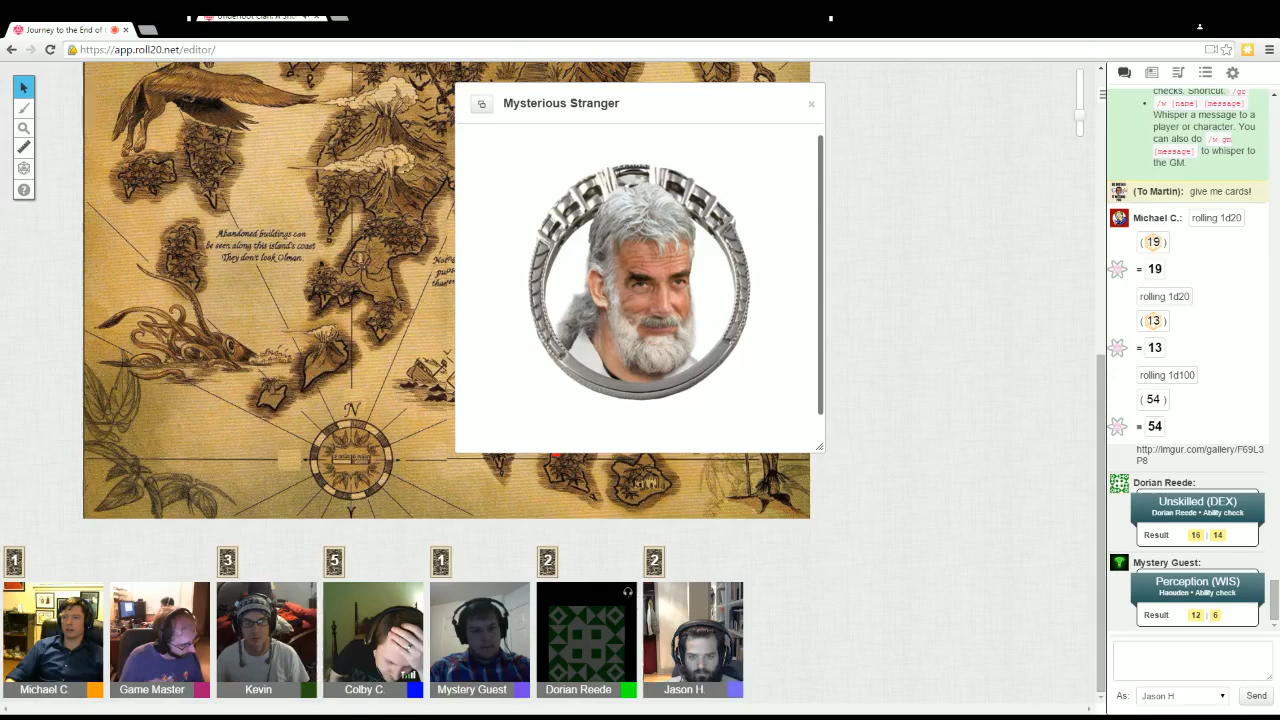 Journey to the End of
https://app.roll20.net/editor/
Mysterious Stranger
Abandoned buildings can
be seen along this island's coast
They don't look Olman.
N
checks. Shortcut: /gr
/w [name] [message]
Whisper a message to a
player or character. You
can also do /w gm
[message] to whisper to
the GM.
(To Martin): give me cards!
Michael C.: rolling 1d20
(19)
= 19
rolling 1d20
(13)
= 13
rolling 1d100
(54)
= 54
http://imgur.com/gallery/F69L3
P8
Dorian Reede:
Unskilled (DEX)
Dorian Reede • Ability check
Result 16 | 14
Mystery Guest:
Perception (WIS)
Haouden • Ability check
Result 12 | 6
As: Jason H Send
1 3 5 1 2 2
Michael C Game Master Kevin Colby C. Mystery Guest Dorian Reede Jason H.